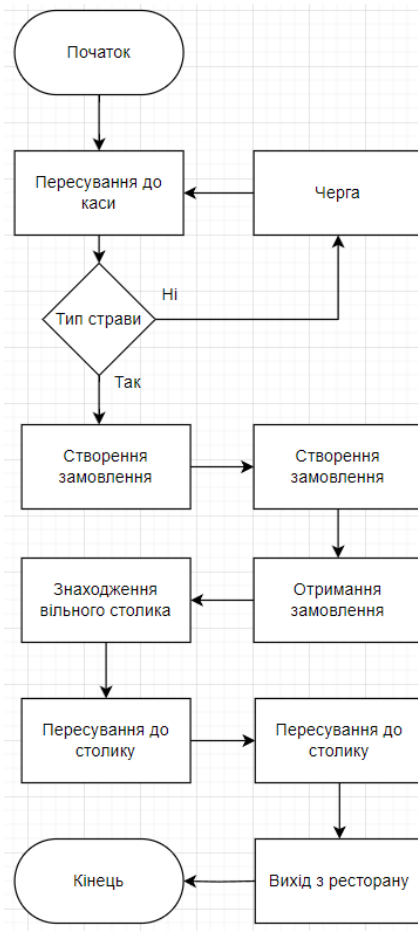 Початок
Пересування до
каси
Черга
Тип страви
Ні
Так
Створення
замовлення
Створення
замовлення
Отримання
замовлення
Знаходження
вільного столика
Пересування до
столику
Пересування до
столику
Вихід з ресторану
Кінець